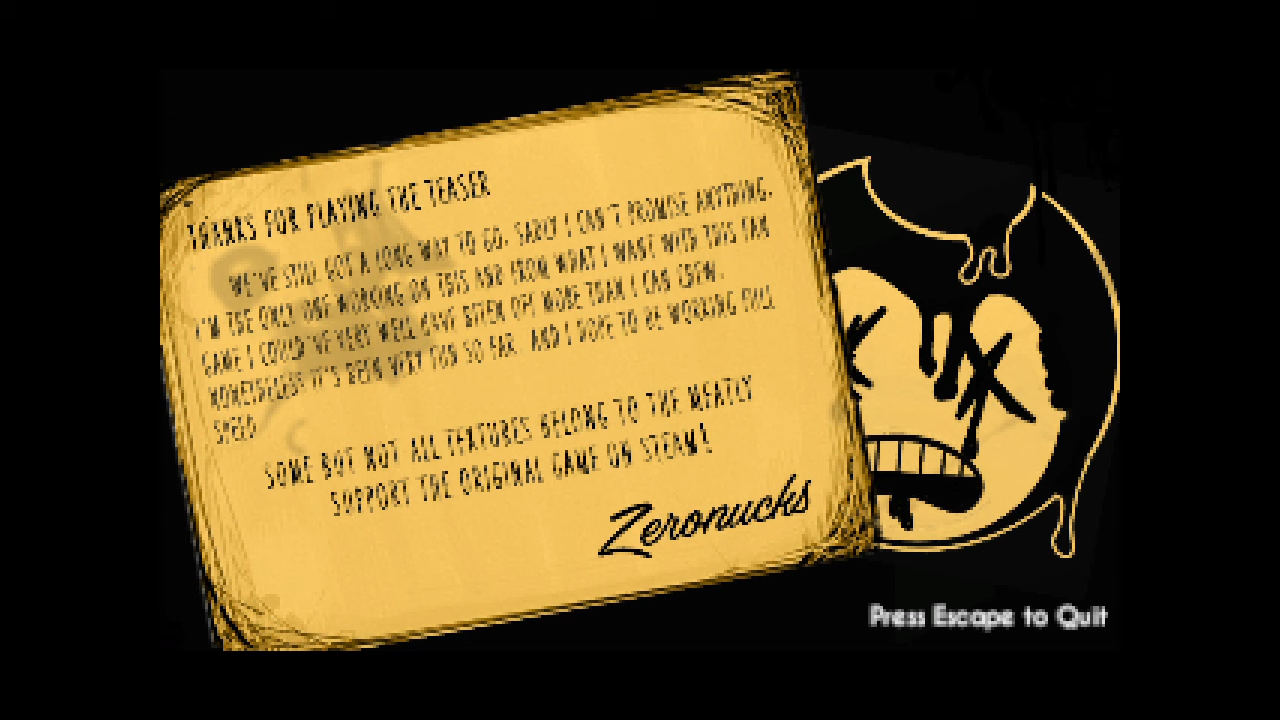 THANKS FOR PLAYING THE TEASER
WE'VE STILL GOT A LONG WAY TO GO. SADLY I CAN'T PROMISE ANYTHING.
I'M THE ONLY ONE WORKING ON THIS AND FROM WHAT I WANT WITH THIS FAN
GAME I COULD'VE VERY WELL HAVE BITEN OFF MORE THAN I CAN CHEW.
NONETHELESS IT'S BEEN VERY FUN SO FAR. AND I HOPE TO BE WORKING FULL
SPEED
SOME BUT NOT ALL TEXTURES BELONG TO THE MEATLY
SUPPORT THE ORIGINAL GAME ON STEAM!
Zeronucks
Press Escape to Quit